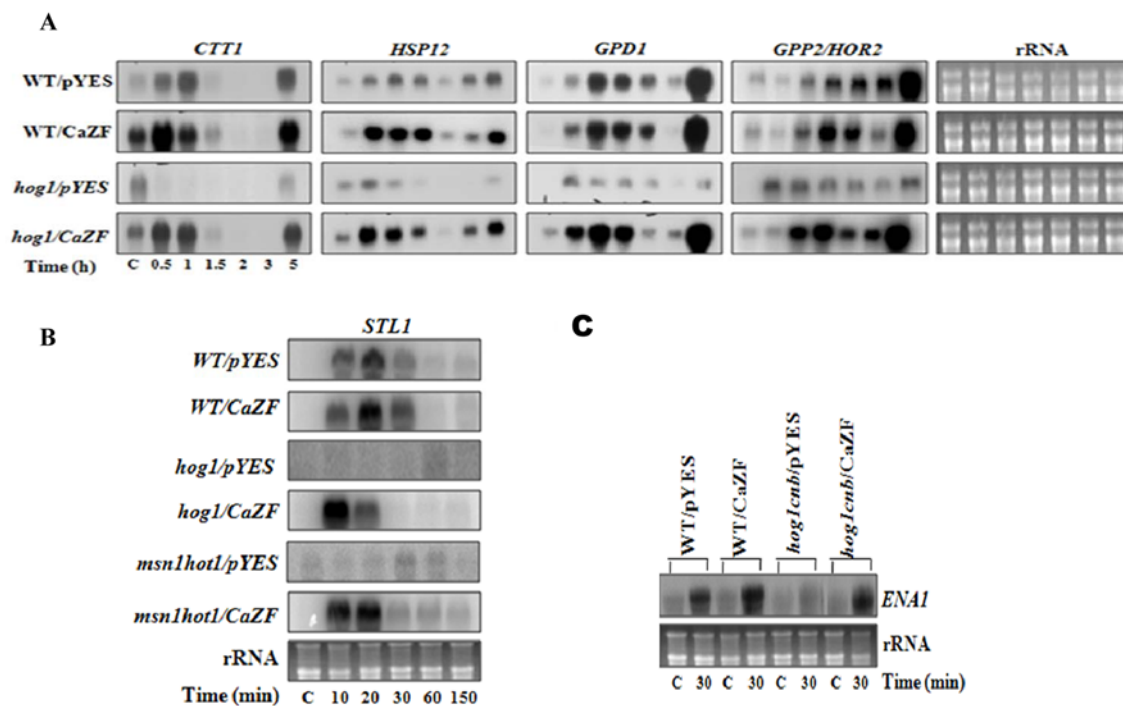 A
CTT1 HSP12 GPD1 GPP2/HOR2 rRNA
WT/pYES
WT/CaZF
hog1/pYES
hog1/CaZF
Time (h) C 0.5 1 1.5 2 3 5
B
STL1
WT/pYES
WT/CaZF
hog1/pYES
hog1/CaZF
msn1hot1/pYES
msn1hot1/CaZF
rRNA
Time (min) C 10 20 30 60 150
C
WT/pYES WT/CaZF hog1cnb/pYES hog1cnb/CaZF
ENA1
rRNA
C 30 C 30 C 30 C 30 Time (min)